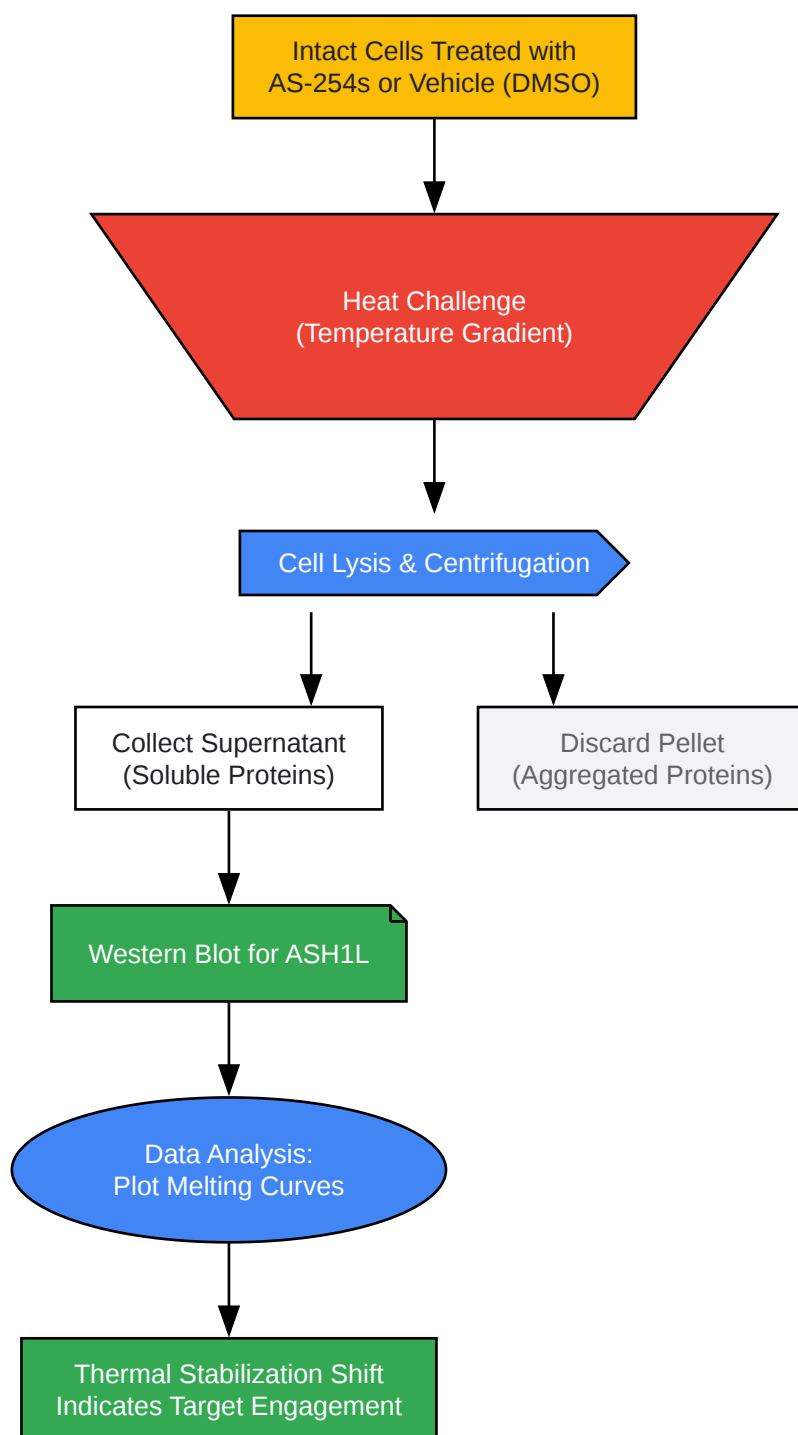 Intact Cells Treated with
AS-254s or Vehicle (DMSO)
Heat Challenge
(Temperature Gradient)
Cell Lysis & Centrifugation
Collect Supernatant
(Soluble Proteins)
Discard Pellet
(Aggregated Proteins)
Western Blot for ASH1L
Data Analysis:
Plot Melting Curves
Thermal Stabilization Shift
Indicates Target Engagement